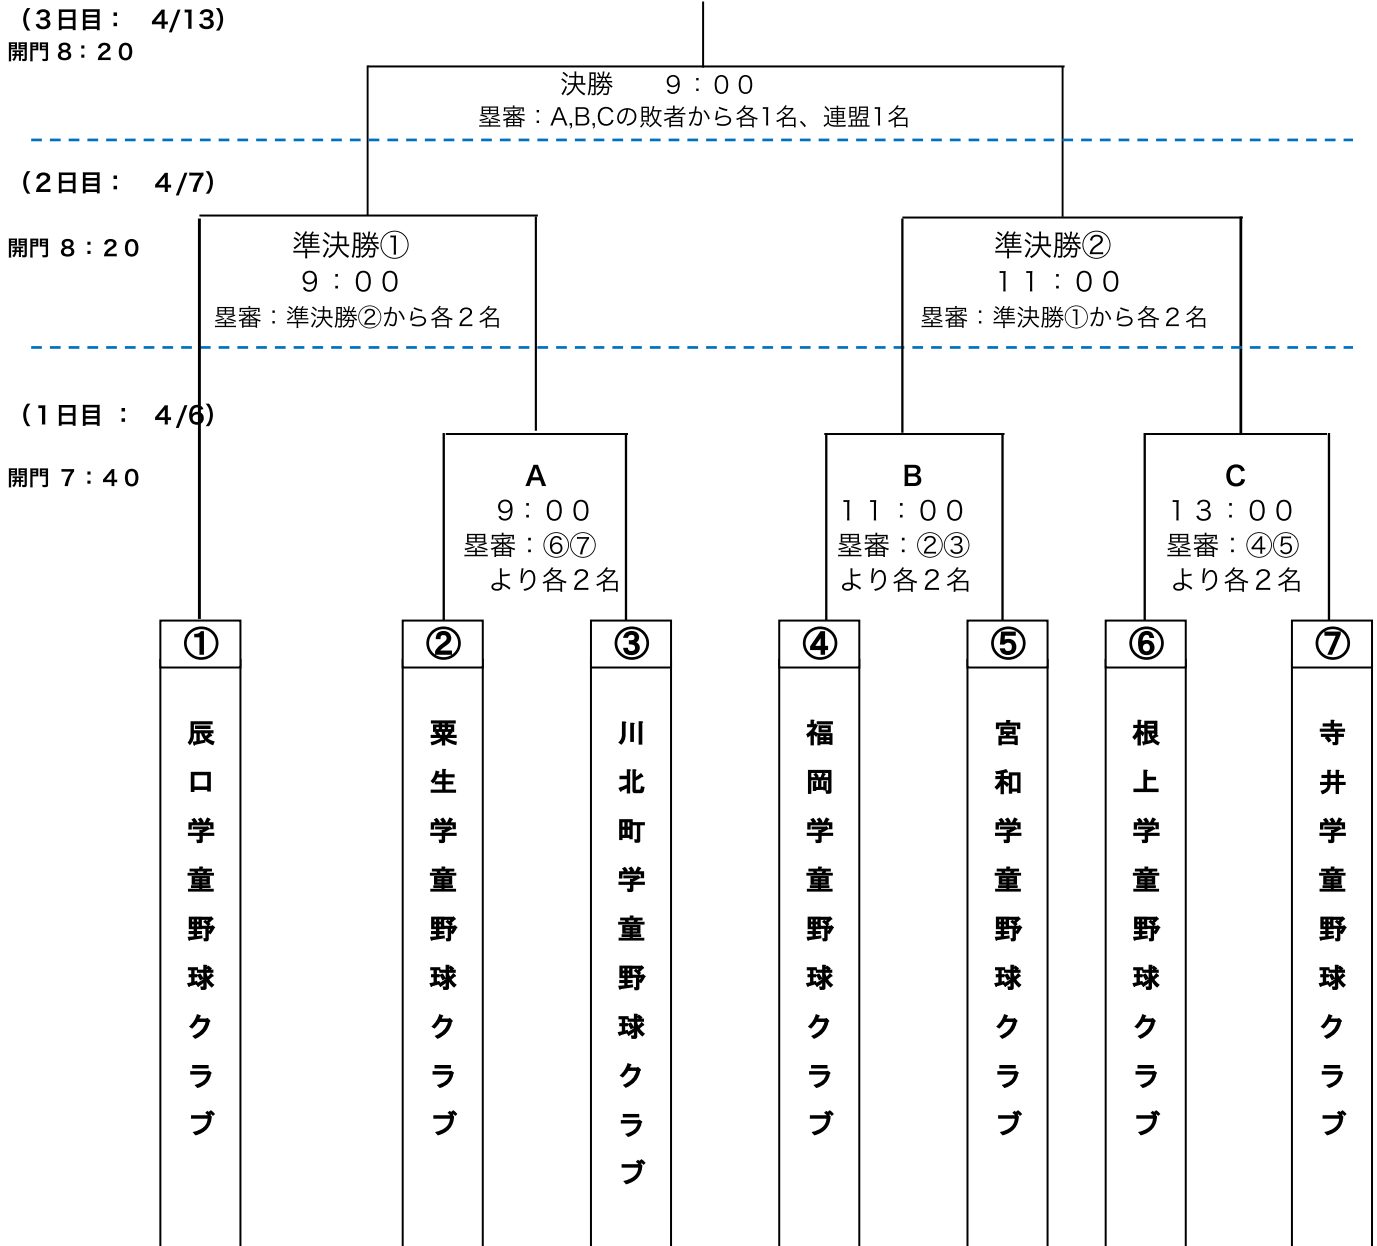 （３日目：　4/13）
開門 8：２０
決勝　　９：００
塁審：A,B,Cの敗者から各1名、連盟1名
（２日目：　4/7）
開門 ８：２０
準決勝①
９：００
塁審：準決勝②から各２名
準決勝②
１１：００
塁審：準決勝①から各２名
（１日目 ：　4/6）
開門 ７：４０
A
９：００
塁審：⑥⑦
より各２名
B
１１：００
塁審：②③
より各２名
C
１３：００
塁審：④⑤
より各２名
①
辰口学童野球クラブ
②
粟生学童野球クラブ
③
川北町学童野球クラブ
④
福岡学童野球クラブ
⑤
宮和学童野球クラブ
⑥
根上学童野球クラブ
⑦
寺井学童野球クラブ